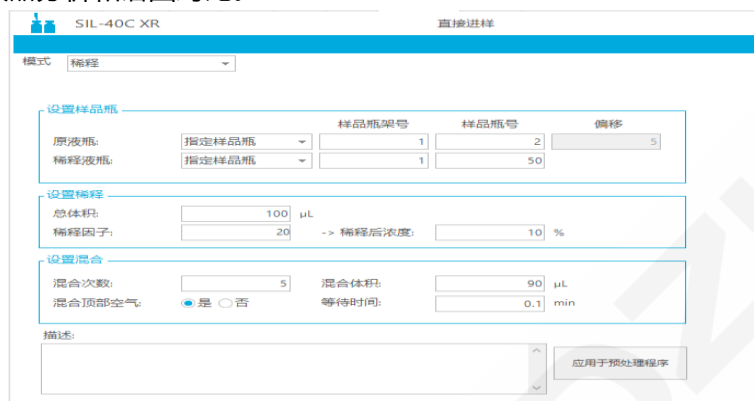 SIL-40C XR 直接进样
模式 稀释
设置样品瓶
样品瓶架号 样品瓶号 偏移
原液瓶: 指定样品瓶 1 2 5
稀释液瓶: 指定样品瓶 1 50
设置稀释
总体积: 100 µL
稀释因子: 20 -> 稀释后浓度: 10 %
设置混合
混合次数: 5 混合体积: 90 µL
混合顶部空气: 是 否 等待时间: 0.1 min
描述:
应用于预处理程序